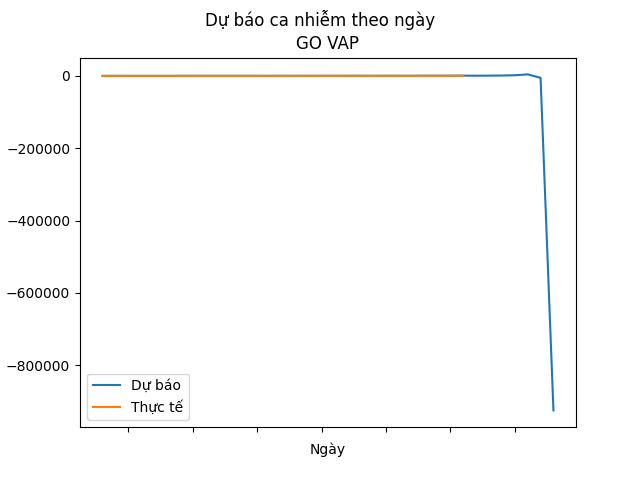 Dự báo ca nhiễm theo ngày
GO VAP
0
−200000
−400000
−600000
−800000
Dự báo
Thực tế
Ngày